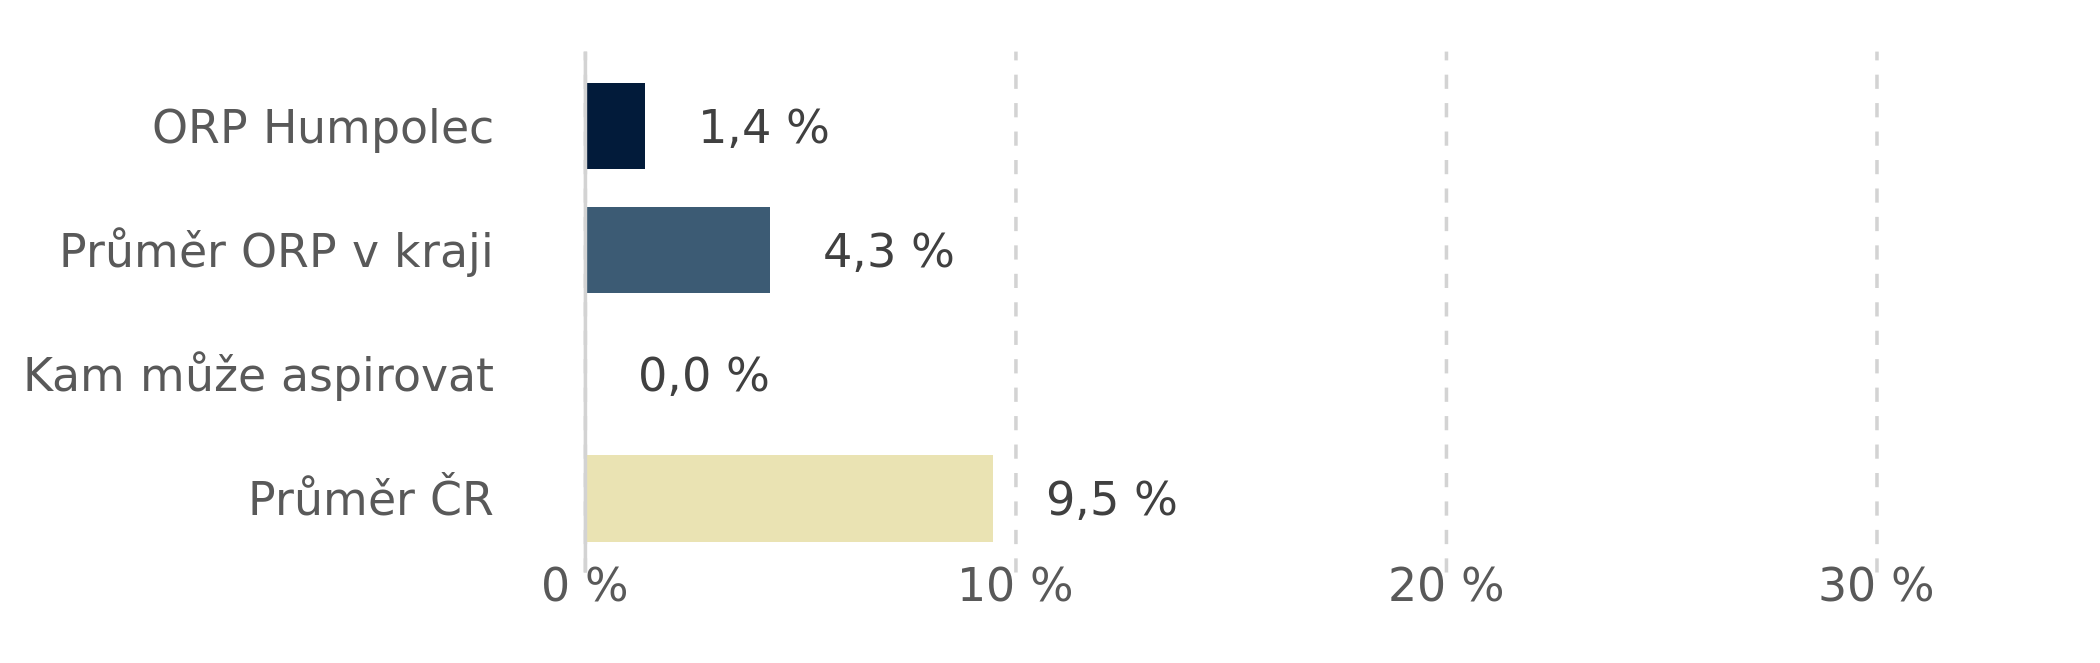 ORP Humpolec 1,4 %
Průměr ORP v kraji 4,3 %
Kam může aspirovat 0,0 %
Průměr ČR 9,5 %
0 % 10 % 20 % 30 %